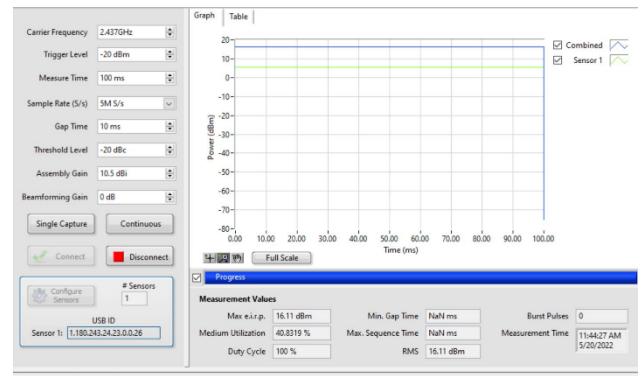 Graph Table
Carrier Frequency 2.437GHz
Trigger Level -20 dBm
Measure Time 100 ms
Sample Rate (S/s) 5M S/s
Gap Time 10 ms
Threshold Level -20 dBc
Assembly Gain 10.5 dBi
Beamforming Gain 0 dB
Single Capture Continuous
Connect Disconnect
Configure Sensors
# Sensors
1
USB ID
Sensor 1: 1.180.243.24.23.0.0.26
Power (dBm)
20
10
0
-10
-20
-30
-40
-50
-60
-70
-80
0.00 10.00 20.00 30.00 40.00 50.00 60.00 70.00 80.00 90.00 100.00
Time (ms)
Combined
Sensor 1
Full Scale
Progress
Measurement Values
Max e.i.r.p. 16.11 dBm Min. Gap Time NaN ms Burst Pulses 0
Medium Utilization 40.8319 % Max. Sequence Time NaN ms Measurement Time 11:44:27 AM
5/20/2022
Duty Cycle 100 % RMS 16.11 dBm